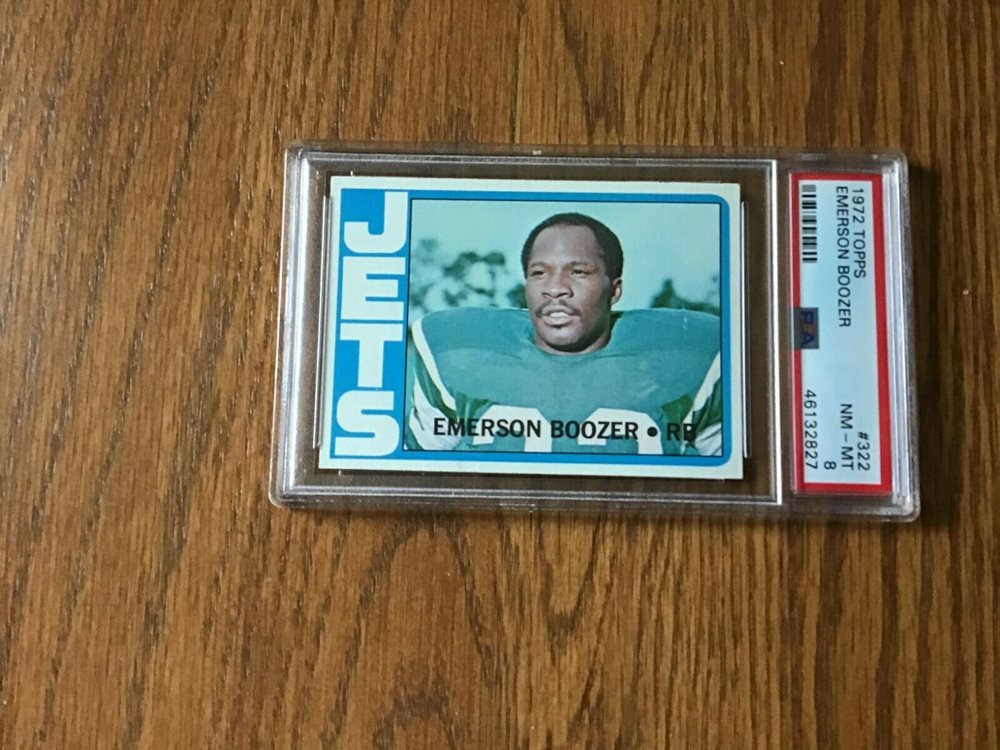 JETS
EMERSON BOOZER • RB
1972 TOPPS
EMERSON BOOZER
#322
NM – MT
8
46132827